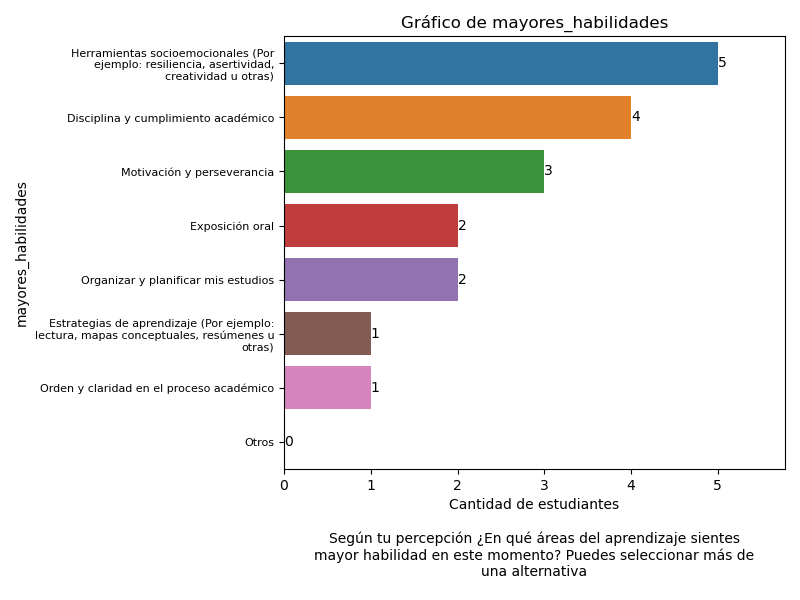 Gráfico de mayores_habilidades
Herramientas socioemocionales (Por
ejemplo: resiliencia, asertividad,
creatividad u otras)
5
Disciplina y cumplimiento académico
4
Motivación y perseverancia
3
Exposición oral
2
Organizar y planificar mis estudios
2
Estrategias de aprendizaje (Por ejemplo:
lectura, mapas conceptuales, resúmenes u
otras)
1
Orden y claridad en el proceso académico
1
Otros
0
mayores_habilidades
0 1 2 3 4 5
Cantidad de estudiantes
Según tu percepción ¿En qué áreas del aprendizaje sientes
mayor habilidad en este momento? Puedes seleccionar más de
una alternativa